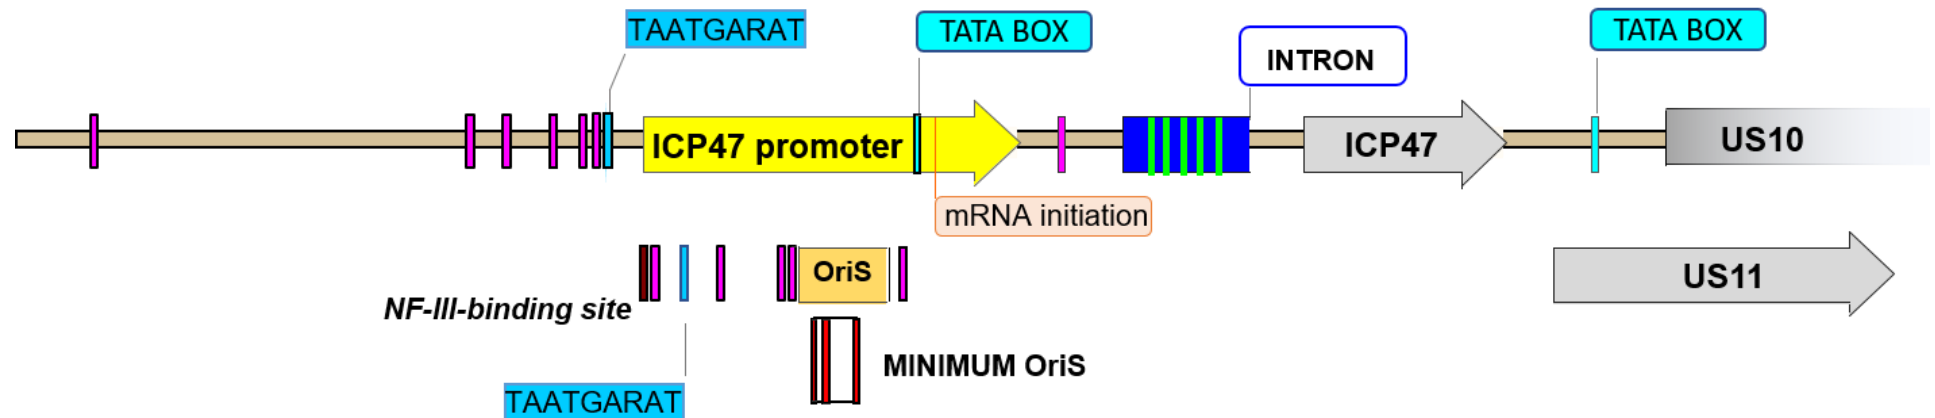 TAATGARAT
TATA BOX
TATA BOX
INTRON
ICP47 promoter
ICP47
US10
mRNA initiation
OriS
US11
NF-III-binding site
MINIMUM OriS
TAATGARAT